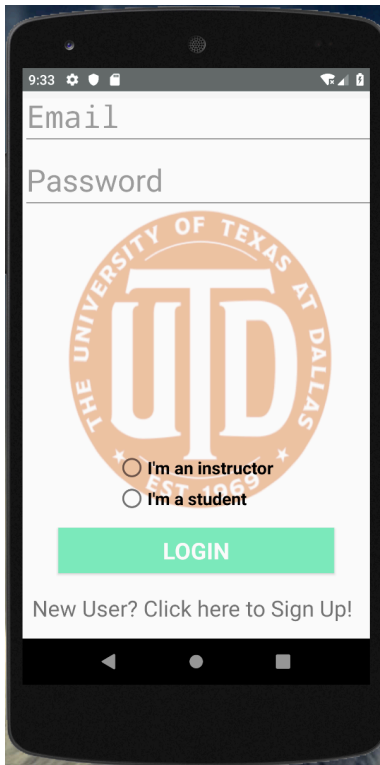 9:33
Email
Password
THE UNIVERSITY OF TEXAS AT DALLAS
UTD
I'm an instructor
EST 1969
I'm a student
LOGIN
New User? Click here to Sign Up!